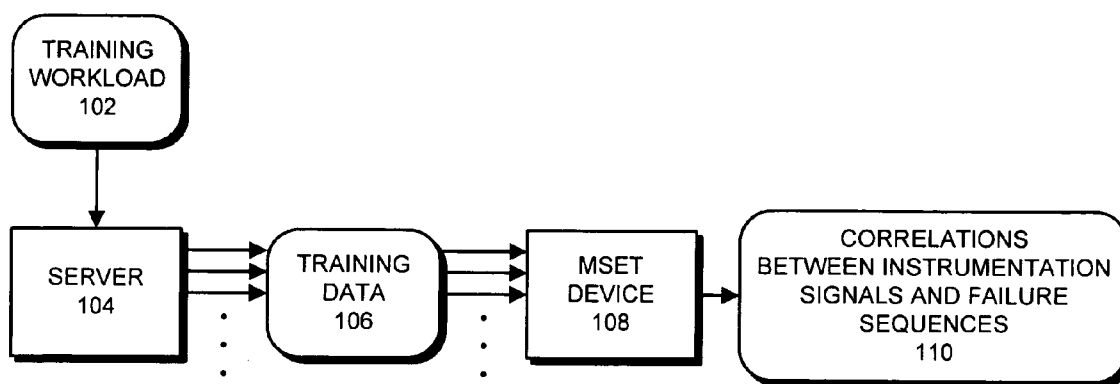 TRAINING
WORKLOAD
102
SERVER
104
TRAINING
DATA
106
MSET
DEVICE
108
CORRELATIONS
BETWEEN INSTRUMENTATION
SIGNALS AND FAILURE
SEQUENCES
110